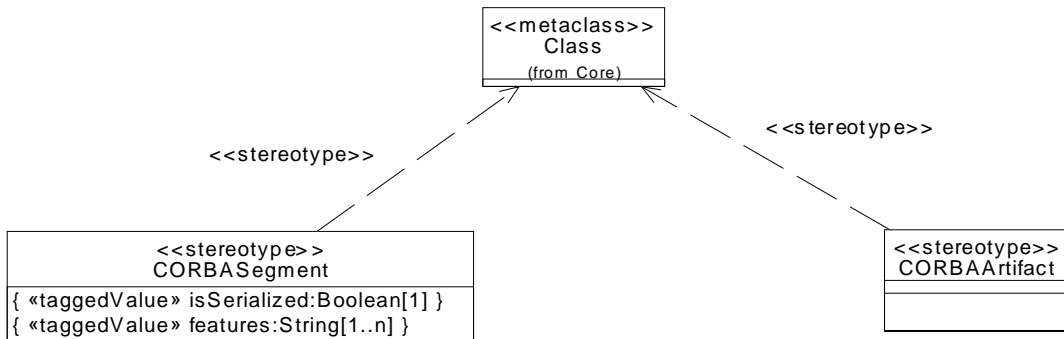 <<metaclass>>
Class
(from Core)
<<stereotype>>
<<stereotype>>
<<stereotype>>
CORBASegment
{ «taggedValue» isSerialized:Boolean[1] }
{ «taggedValue» features:String[1..n] }
<<stereotype>>
CORBAArtifact